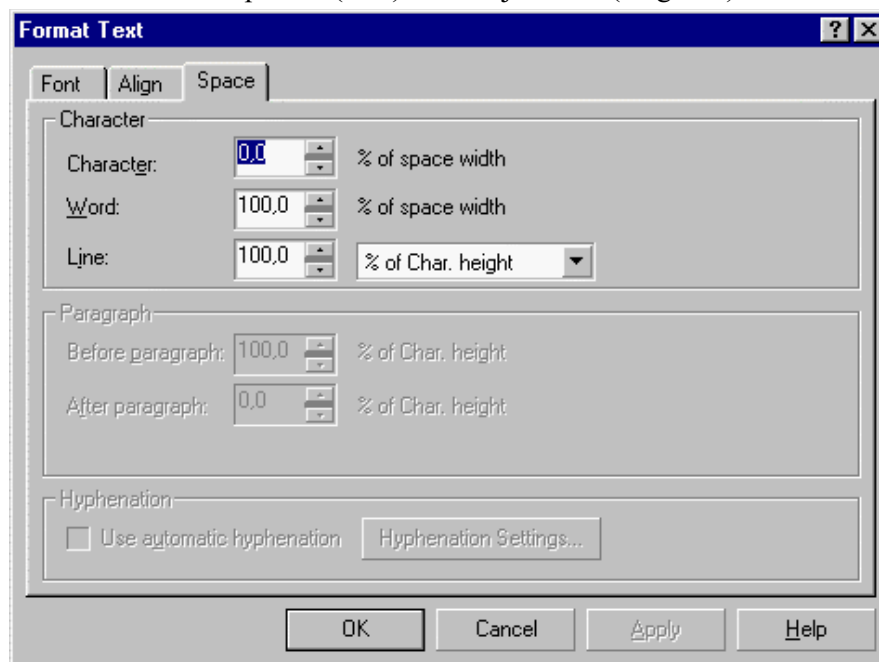 Format Text
Font Align Space
Character
Character: 0,0 % of space width
Word: 100,0 % of space width
Line: 100,0 % of Char. height
Paragraph
Before paragraph: 100,0 % of Char. height
After paragraph: 0,0 % of Char. height
Hyphenation
Use automatic hyphenation Hyphenation Settings...
OK Cancel Apply Help